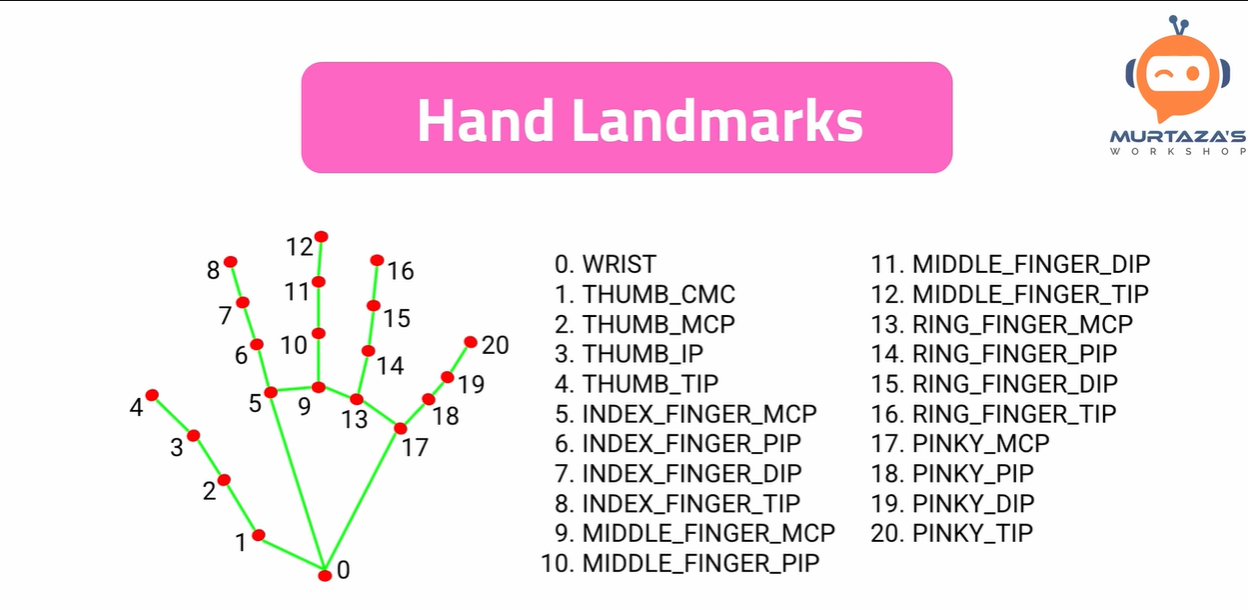 Hand Landmarks
MURTAZA'S
WORKSHOP
12
8
16
11
7
15
10
6
14
20
19
4
5
9
13
18
3
17
2
1
0
0. WRIST
1. THUMB_CMC
2. THUMB_MCP
3. THUMB_IP
4. THUMB_TIP
5. INDEX_FINGER_MCP
6. INDEX_FINGER_PIP
7. INDEX_FINGER_DIP
8. INDEX_FINGER_TIP
9. MIDDLE_FINGER_MCP
10. MIDDLE_FINGER_PIP
11. MIDDLE_FINGER_DIP
12. MIDDLE_FINGER_TIP
13. RING_FINGER_MCP
14. RING_FINGER_PIP
15. RING_FINGER_DIP
16. RING_FINGER_TIP
17. PINKY_MCP
18. PINKY_PIP
19. PINKY_DIP
20. PINKY_TIP